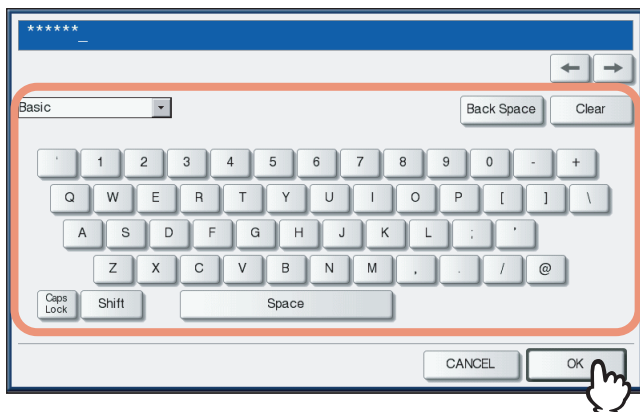 ******_
Basic Back Space Clear
' 1 2 3 4 5 6 7 8 9 0 - +
Q W E R T Y U I O P [ ] \
A S D F G H J K L ; '
Z X C V B N M , . / @
Caps Lock Shift Space
CANCEL OK